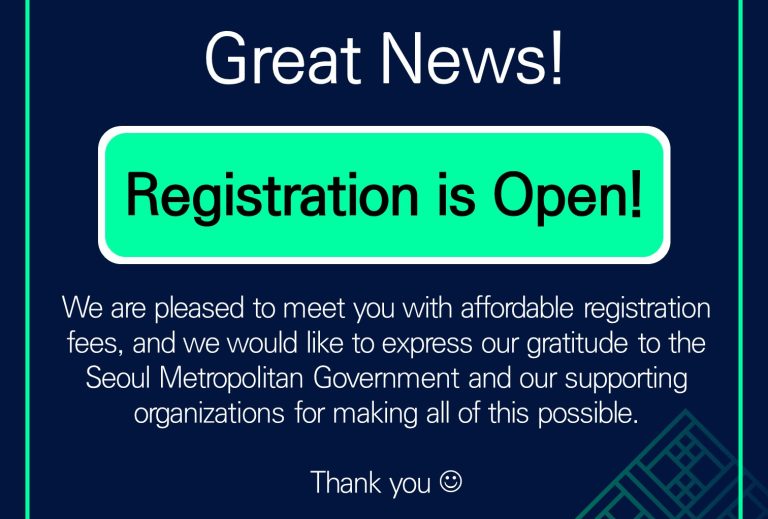 Great News!
Registration is Open!
We are pleased to meet you with affordable registration
fees, and we would like to express our gratitude to the
Seoul Metropolitan Government and our supporting
organizations for making all of this possible.
Thank you ☺